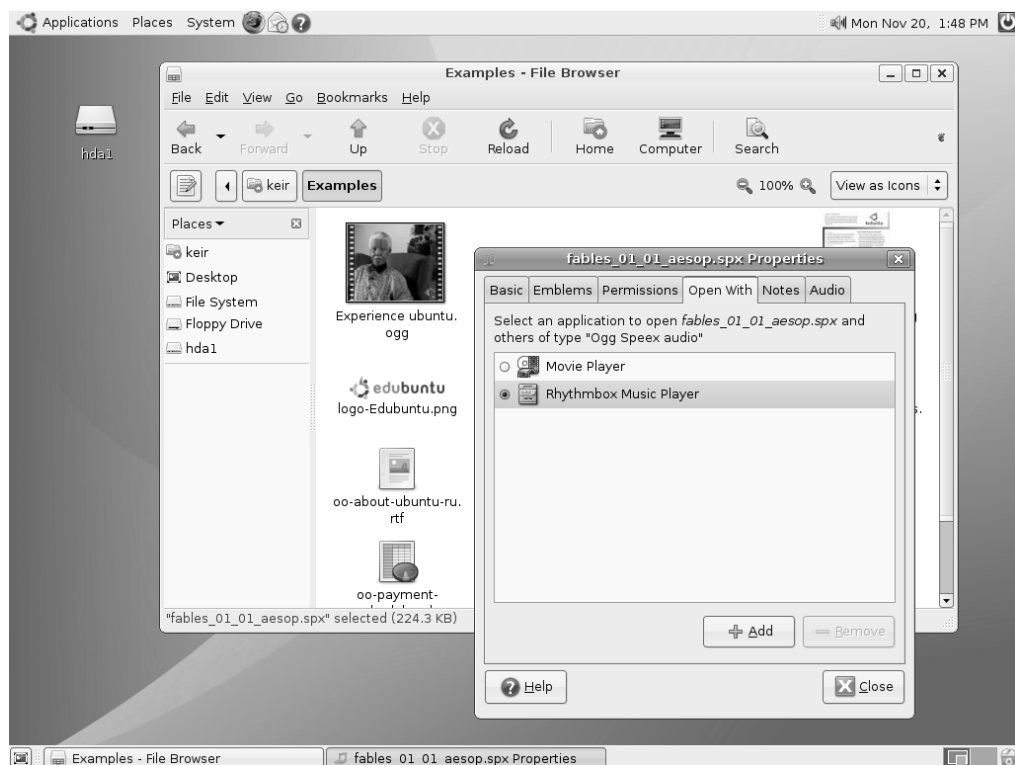 Applications Places System
Mon Nov 20, 1:48 PM
hda1
Examples - File Browser
File Edit View Go Bookmarks Help
Back Forward Up Stop Reload Home Computer Search
keir Examples 100% View as Icons
Places
keir
Desktop
File System
Floppy Drive
hda1
Experience ubuntu.
ogg
edubuntu
logo-Edubuntu.png
oo-about-ubuntu-ru.
rtf
oo-payment-
"fables_01_01_aesop.spx" selected (224.3 KB)
fables_01_01_aesop.spx Properties
Basic Emblems Permissions Open With Notes Audio
Select an application to open fables_01_01_aesop.spx and
others of type "Ogg Speex audio"
Movie Player
Rhythmbox Music Player
Add Remove
Help Close
Examples - File Browser
fables_01_01_aesop.spx Properties